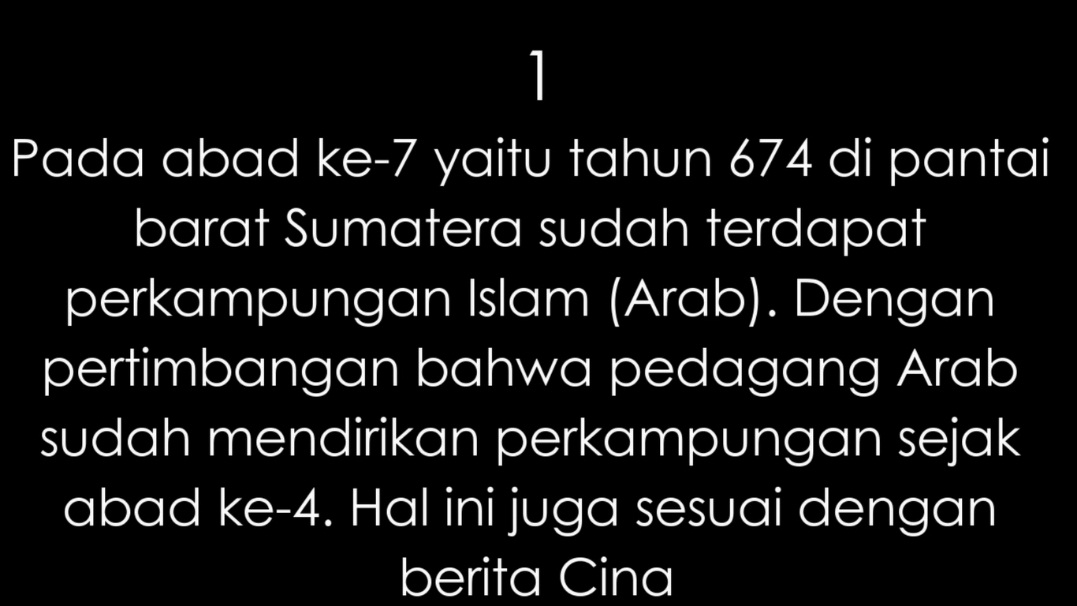 1
Pada abad ke-7 yaitu tahun 674 di pantai
barat Sumatera sudah terdapat
perkampungan Islam (Arab). Dengan
pertimbangan bahwa pedagang Arab
sudah mendirikan perkampungan sejak
abad ke-4. Hal ini juga sesuai dengan
berita Cina